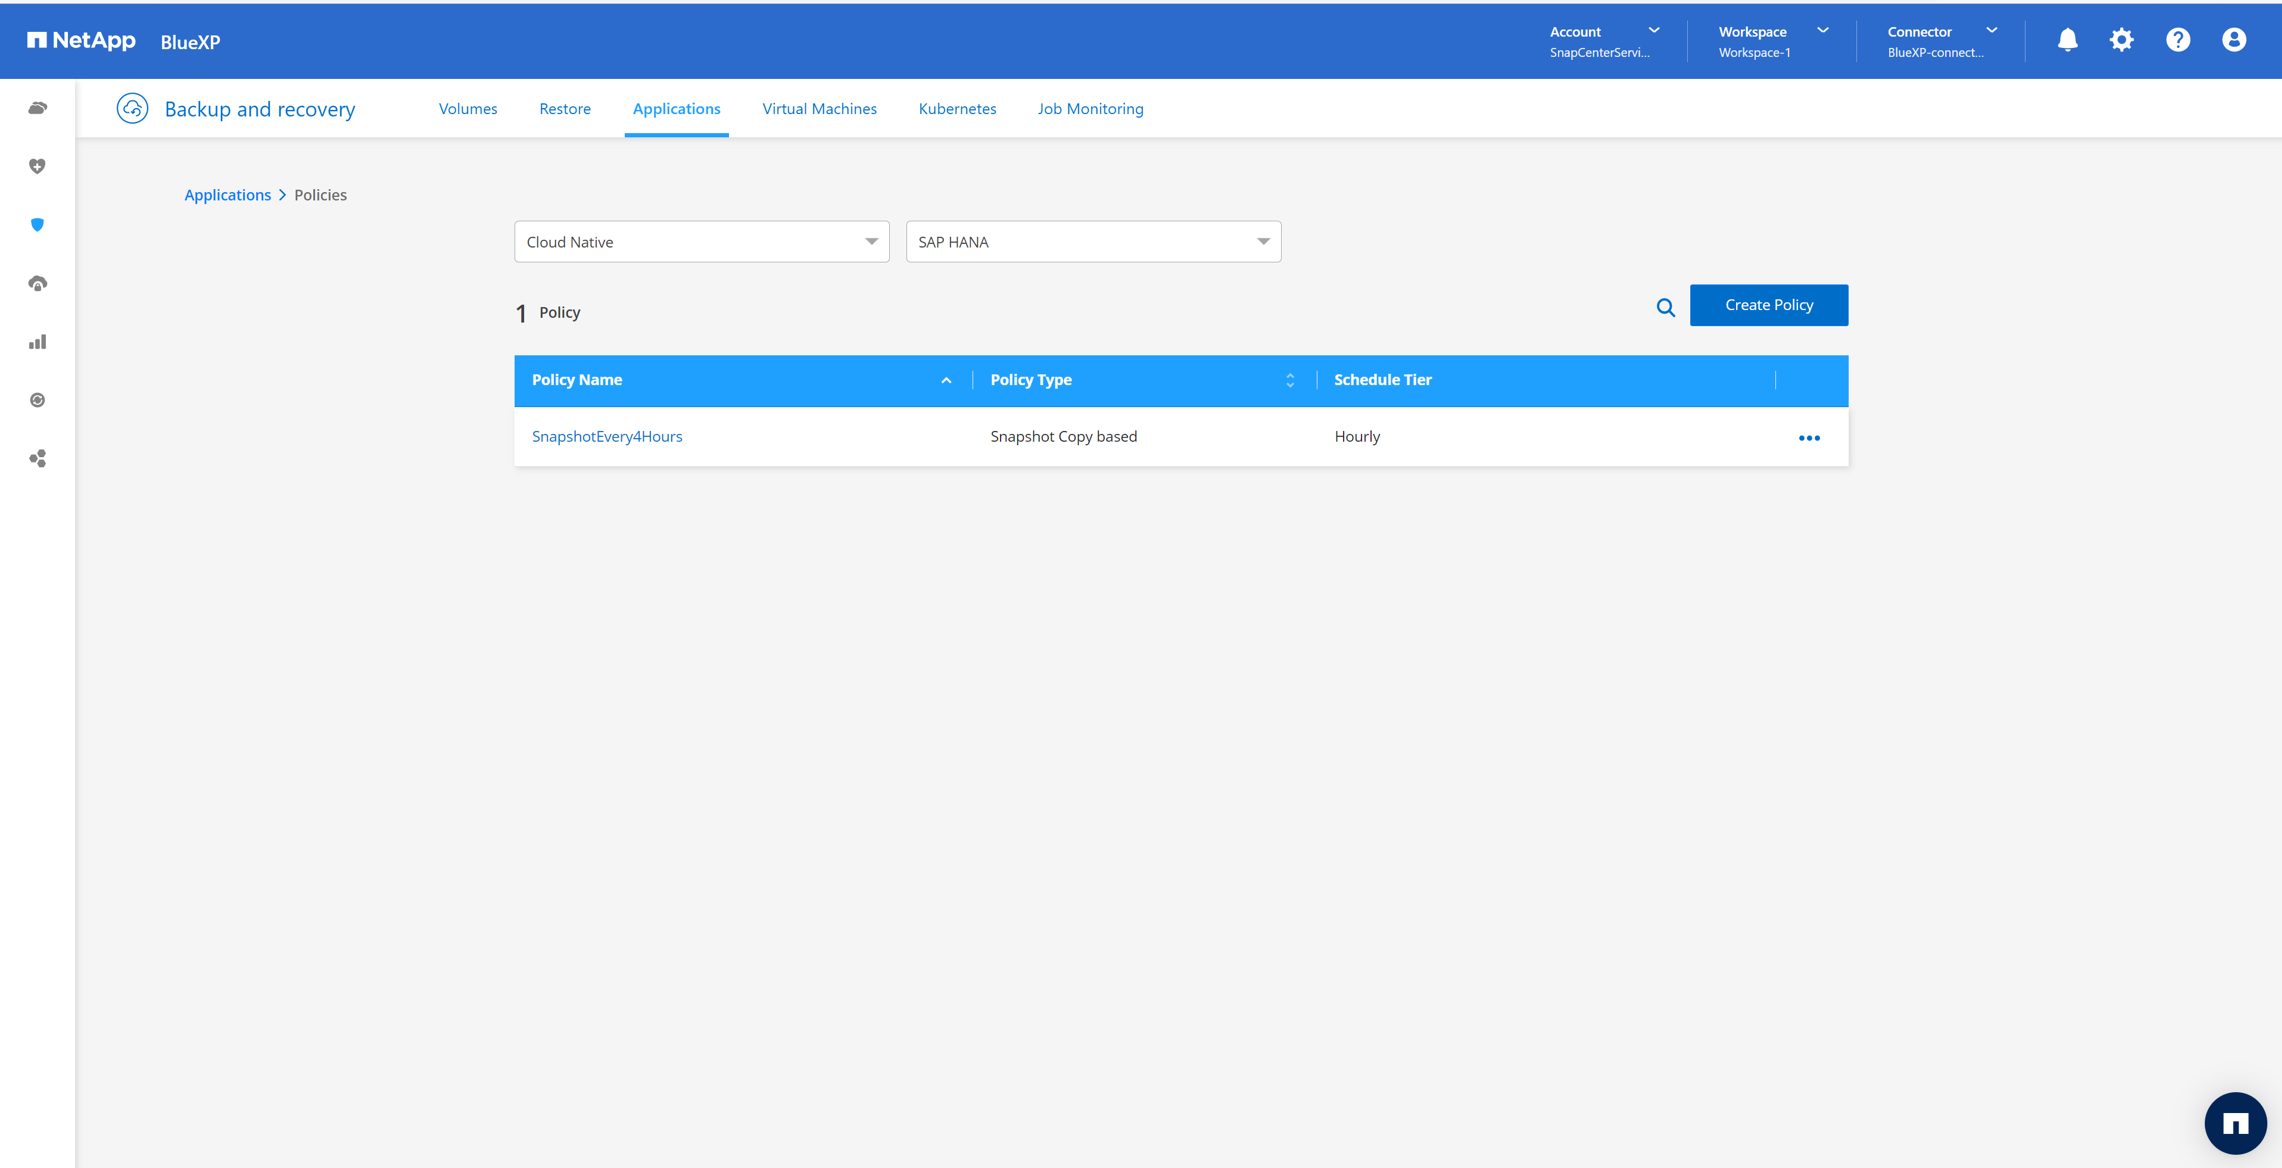 NetApp BlueXP
Account
SnapCenterServi...
Workspace
Workspace-1
Connector
BlueXP-connect...
Backup and recovery
Volumes
Restore
Applications
Virtual Machines
Kubernetes
Job Monitoring
Applications > Policies
Cloud Native
SAP HANA
1 Policy
Create Policy
Policy Name
Policy Type
Schedule Tier
SnapshotEvery4Hours
Snapshot Copy based
Hourly